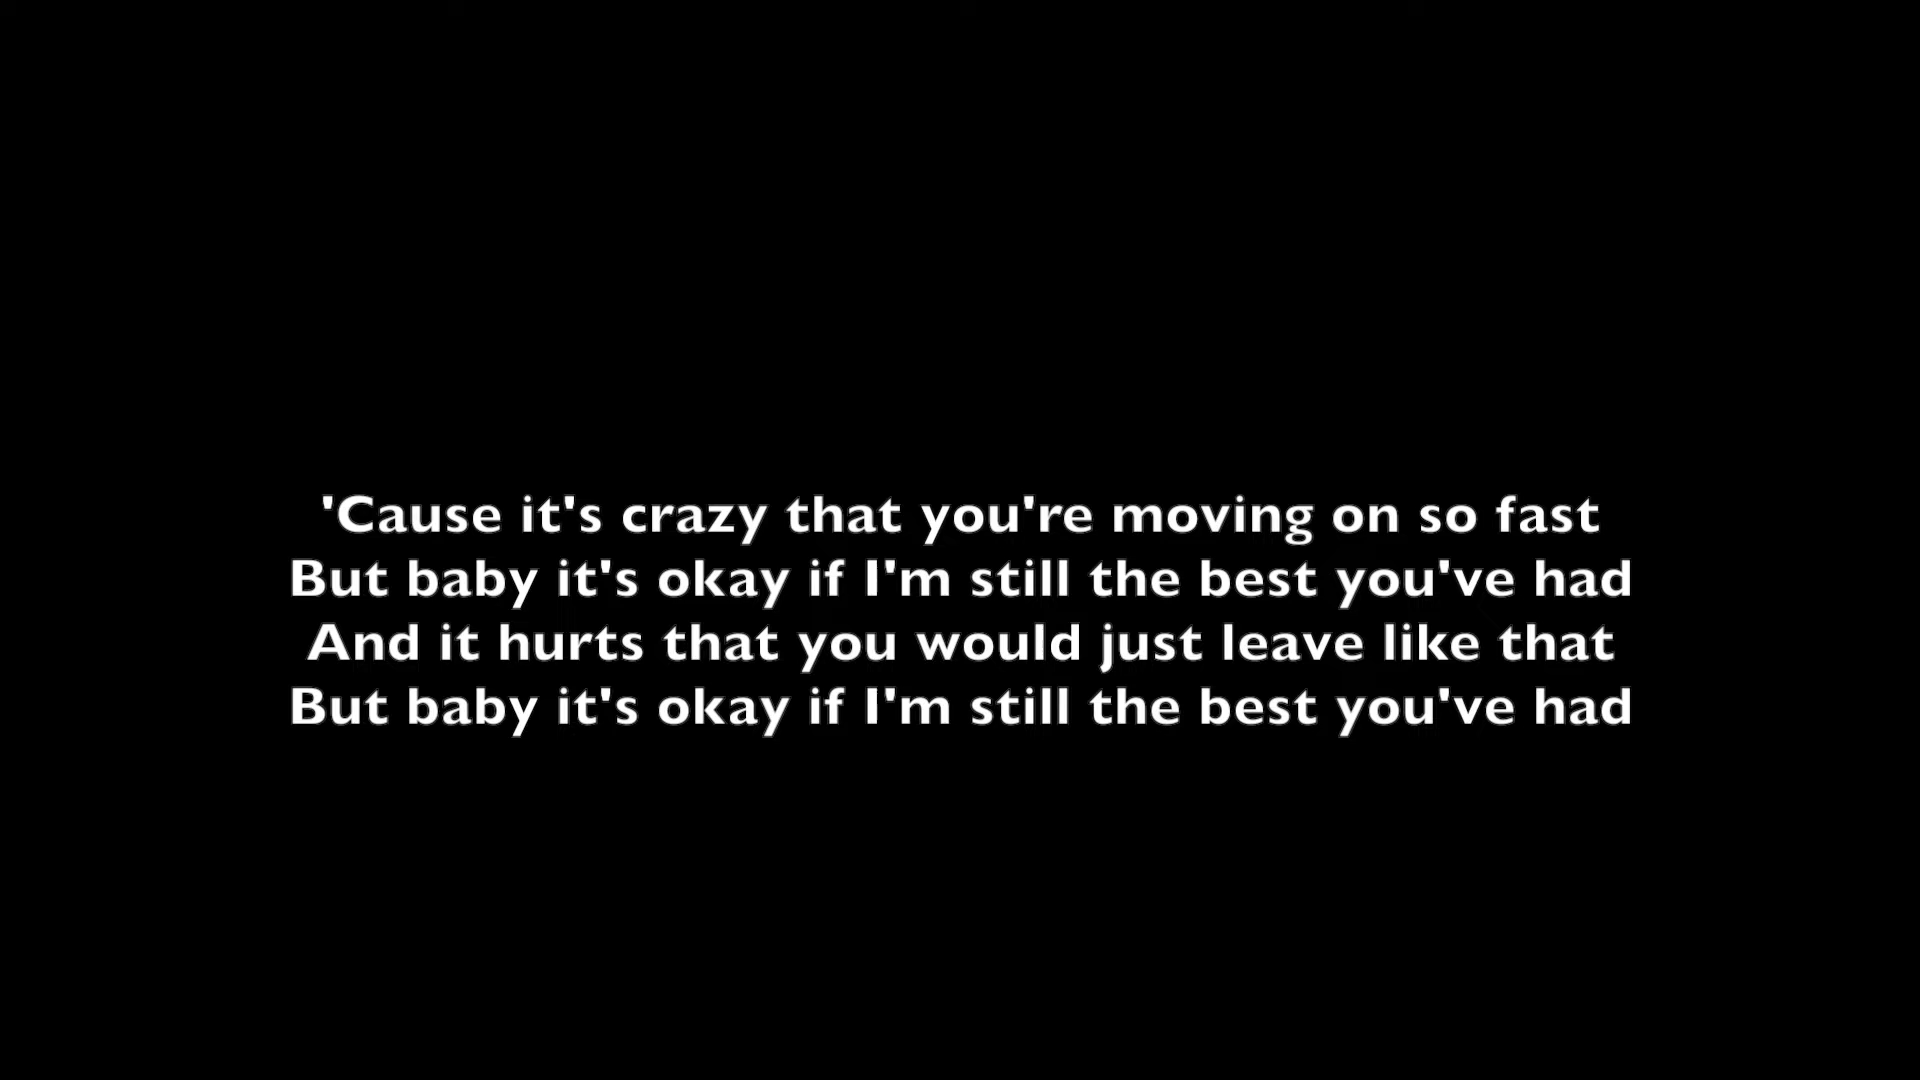 'Cause it's crazy that you're moving on so fast
But baby it's okay if I'm still the best you've had
And it hurts that you would just leave like that
But baby it's okay if I'm still the best you've had